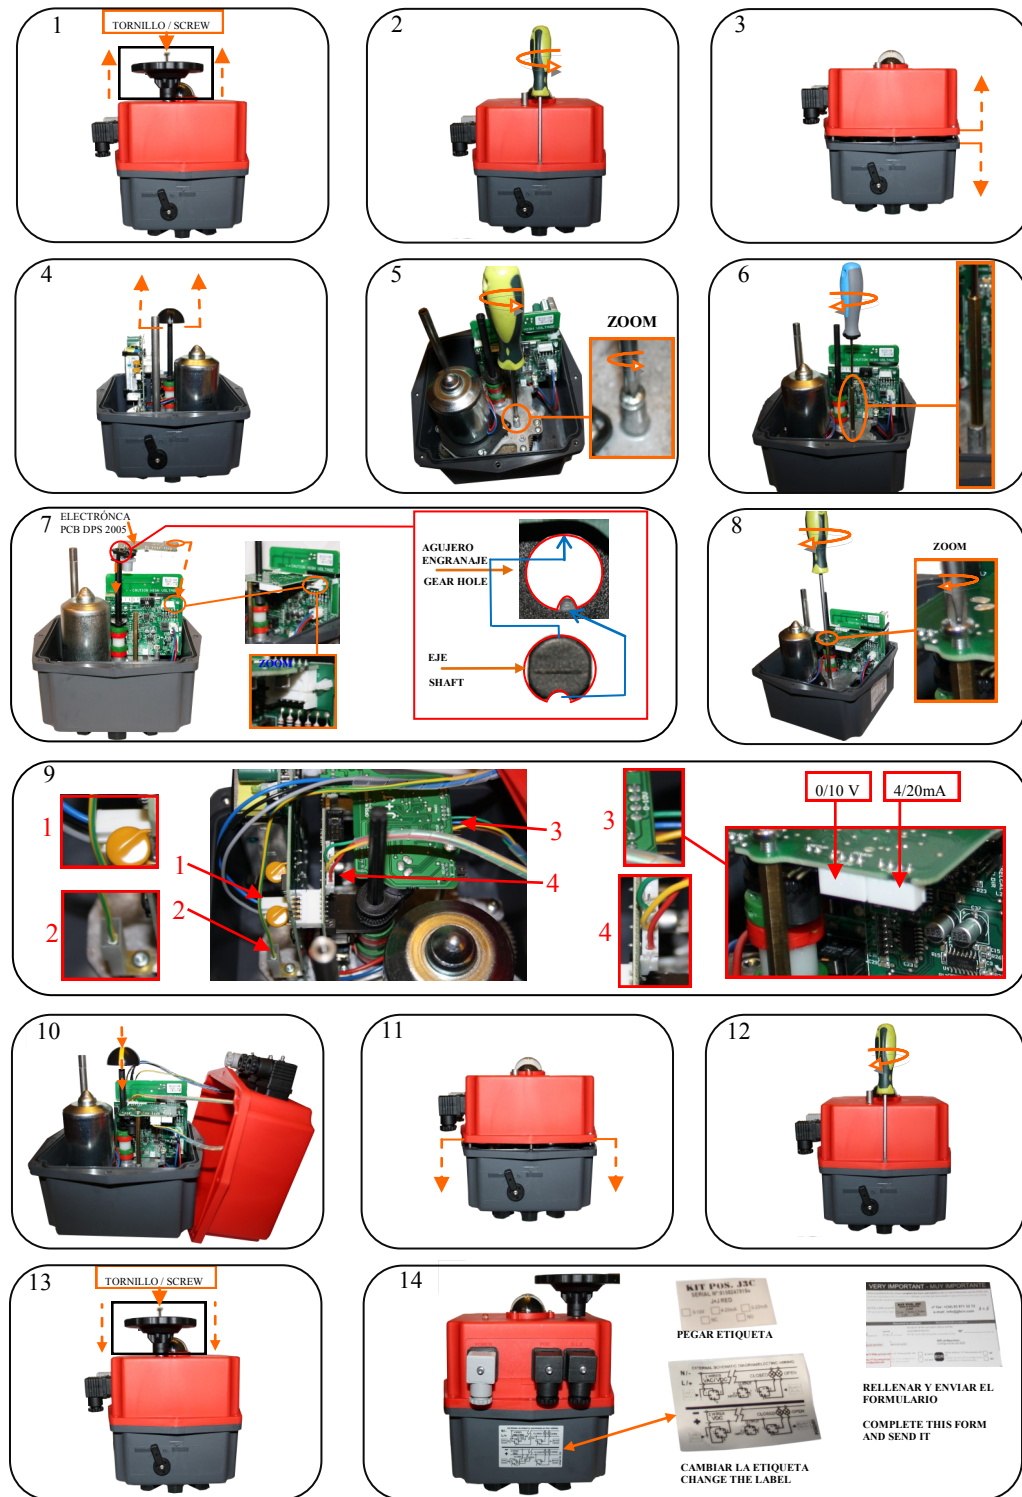 1
TORNILLO / SCREW
2
3
4
5
ZOOM
6
7
ELECTRÓNCA
PCB DPS 2005
ZOOM
AGUJERO
ENGRANAJE
GEAR HOLE
EJE
SHAFT
8
ZOOM
9
1
2
1
2
3
4
3
4
0/10 V
4/20mA
10
11
12
13
TORNILLO / SCREW
14
KIT POS. J3C
PEGAR ETIQUETA
CAMBIAR LA ETIQUETA
CHANGE THE LABEL
VERY IMPORTANT - MUY IMPORTANTE
RELLENAR Y ENVIAR EL
FORMULARIO
COMPLETE THIS FORM
AND SEND IT